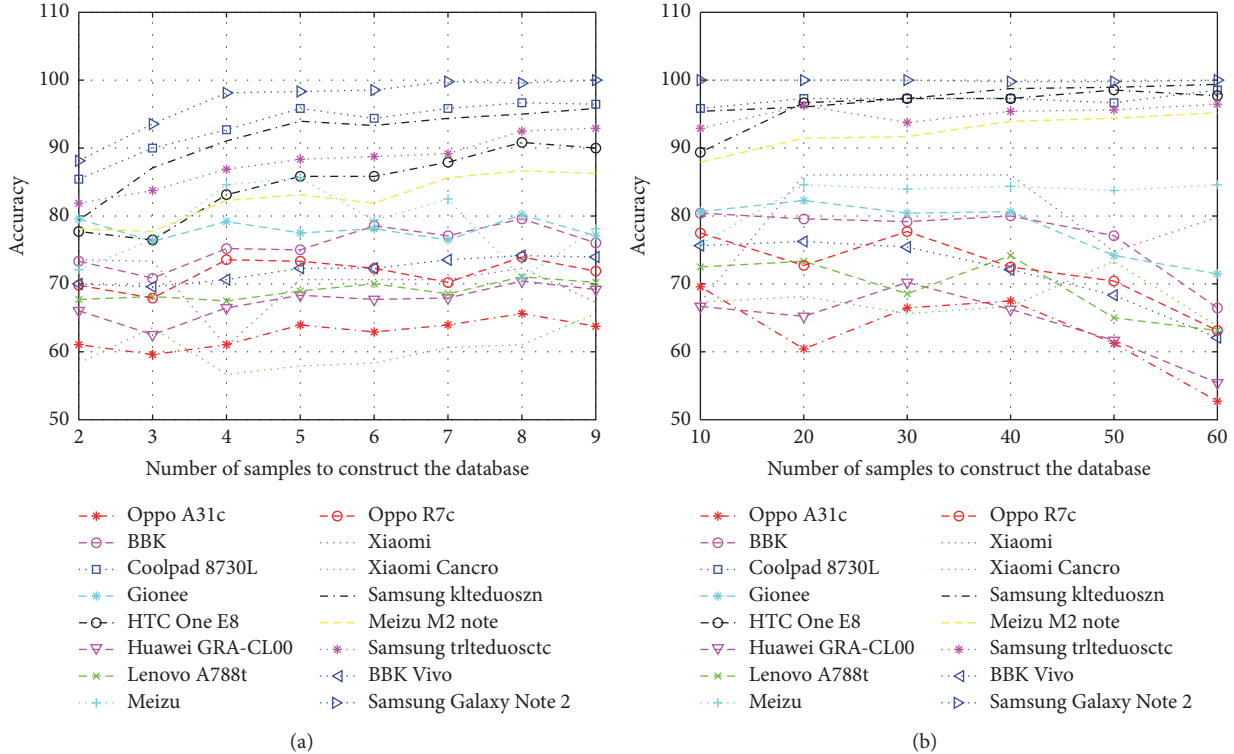 110
100
90
80
70
60
50
Accuracy
2 3 4 5 6 7 8 9
Number of samples to construct the database
Oppo A31c
BBK
Coolpad 8730L
Gionee
HTC One E8
Huawei GRA-CL00
Lenovo A788t
Meizu
Oppo R7c
Xiaomi
Xiaomi Cancro
Samsung klteduoszn
Meizu M2 note
Samsung trlteduosctc
BBK Vivo
Samsung Galaxy Note 2
(a)
110
100
90
80
70
60
50
Accuracy
10 20 30 40 50 60
Number of samples to construct the database
Oppo A31c
BBK
Coolpad 8730L
Gionee
HTC One E8
Huawei GRA-CL00
Lenovo A788t
Meizu
Oppo R7c
Xiaomi
Xiaomi Cancro
Samsung klteduoszn
Meizu M2 note
Samsung trlteduosctc
BBK Vivo
Samsung Galaxy Note 2
(b)